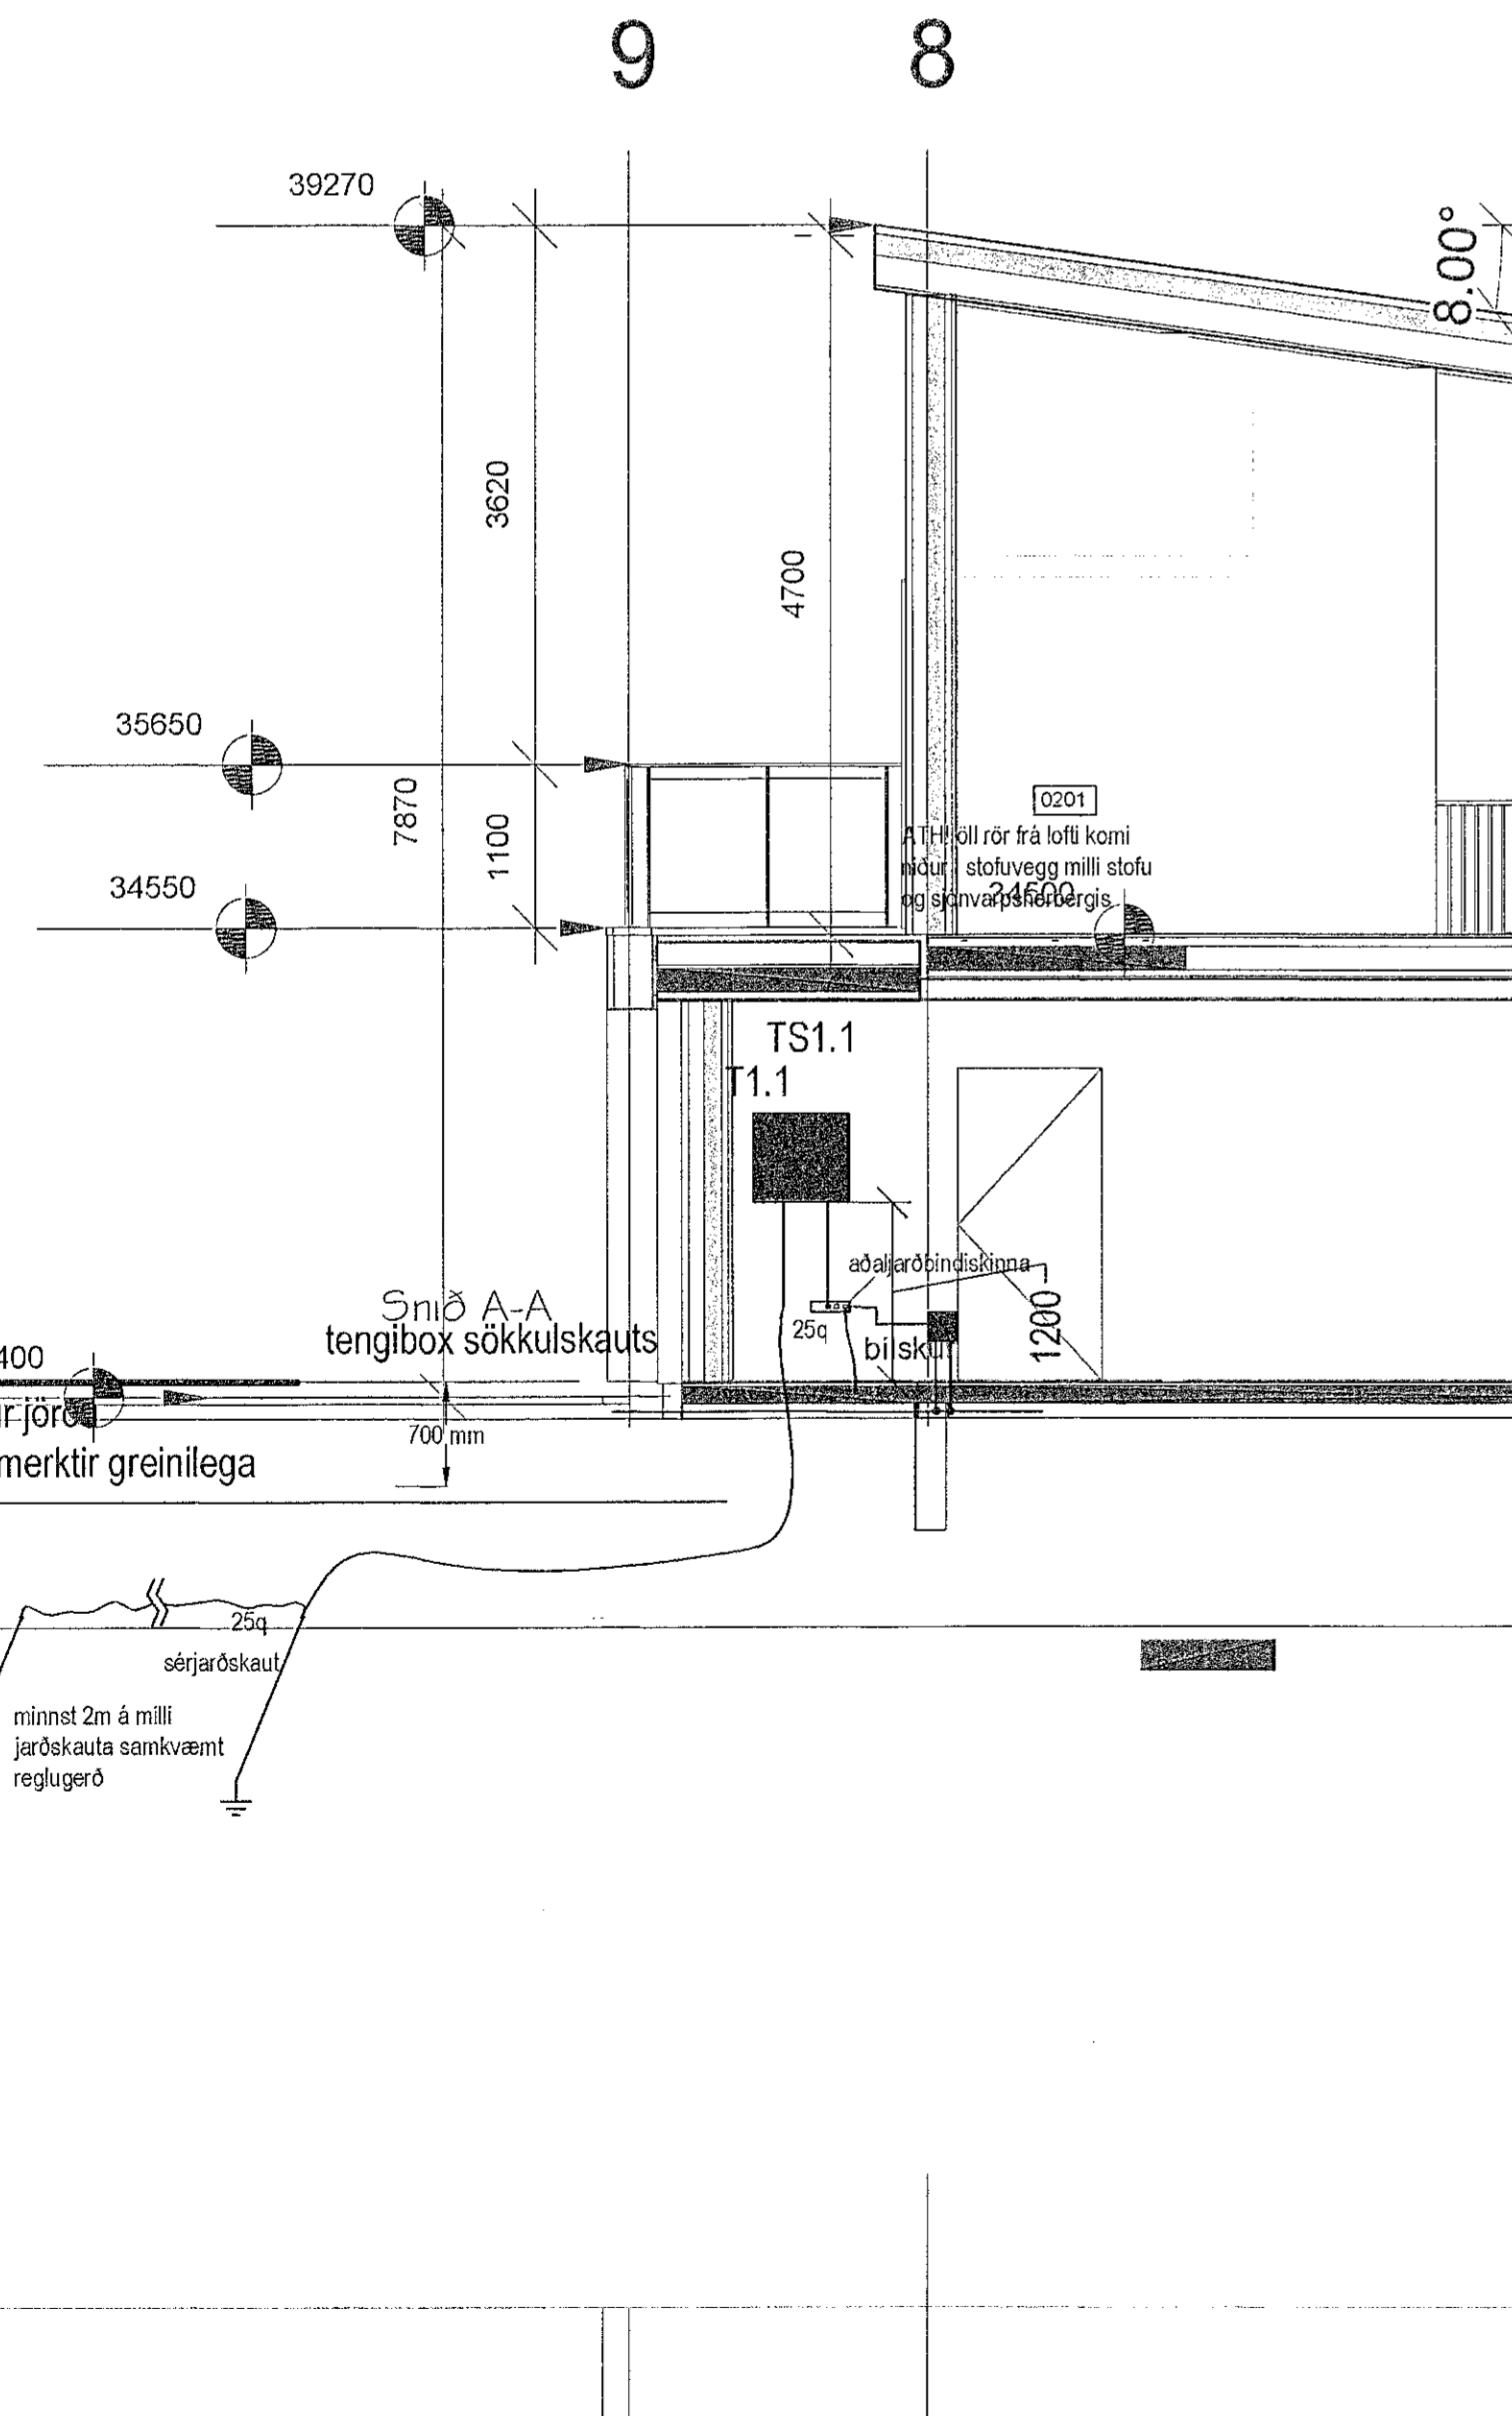 9
8
39270
8.00°
3620
4700
35650
7870
1100
0201
ATH! öll rör frá lofti komi
niður í stofuvegg milli stofu
og sjónvarpsherbergis
34550
34500
TS1.1
T1.1
aðaljarðbindiskinna
Snið A-A
tengibox sökkulskauts
25q
bílskúr
1200
400
700 mm
merktir greinilega
25q
sérjarðskaut
minnst 2m á milli
jarðskauta samkvæmt
reglugerð